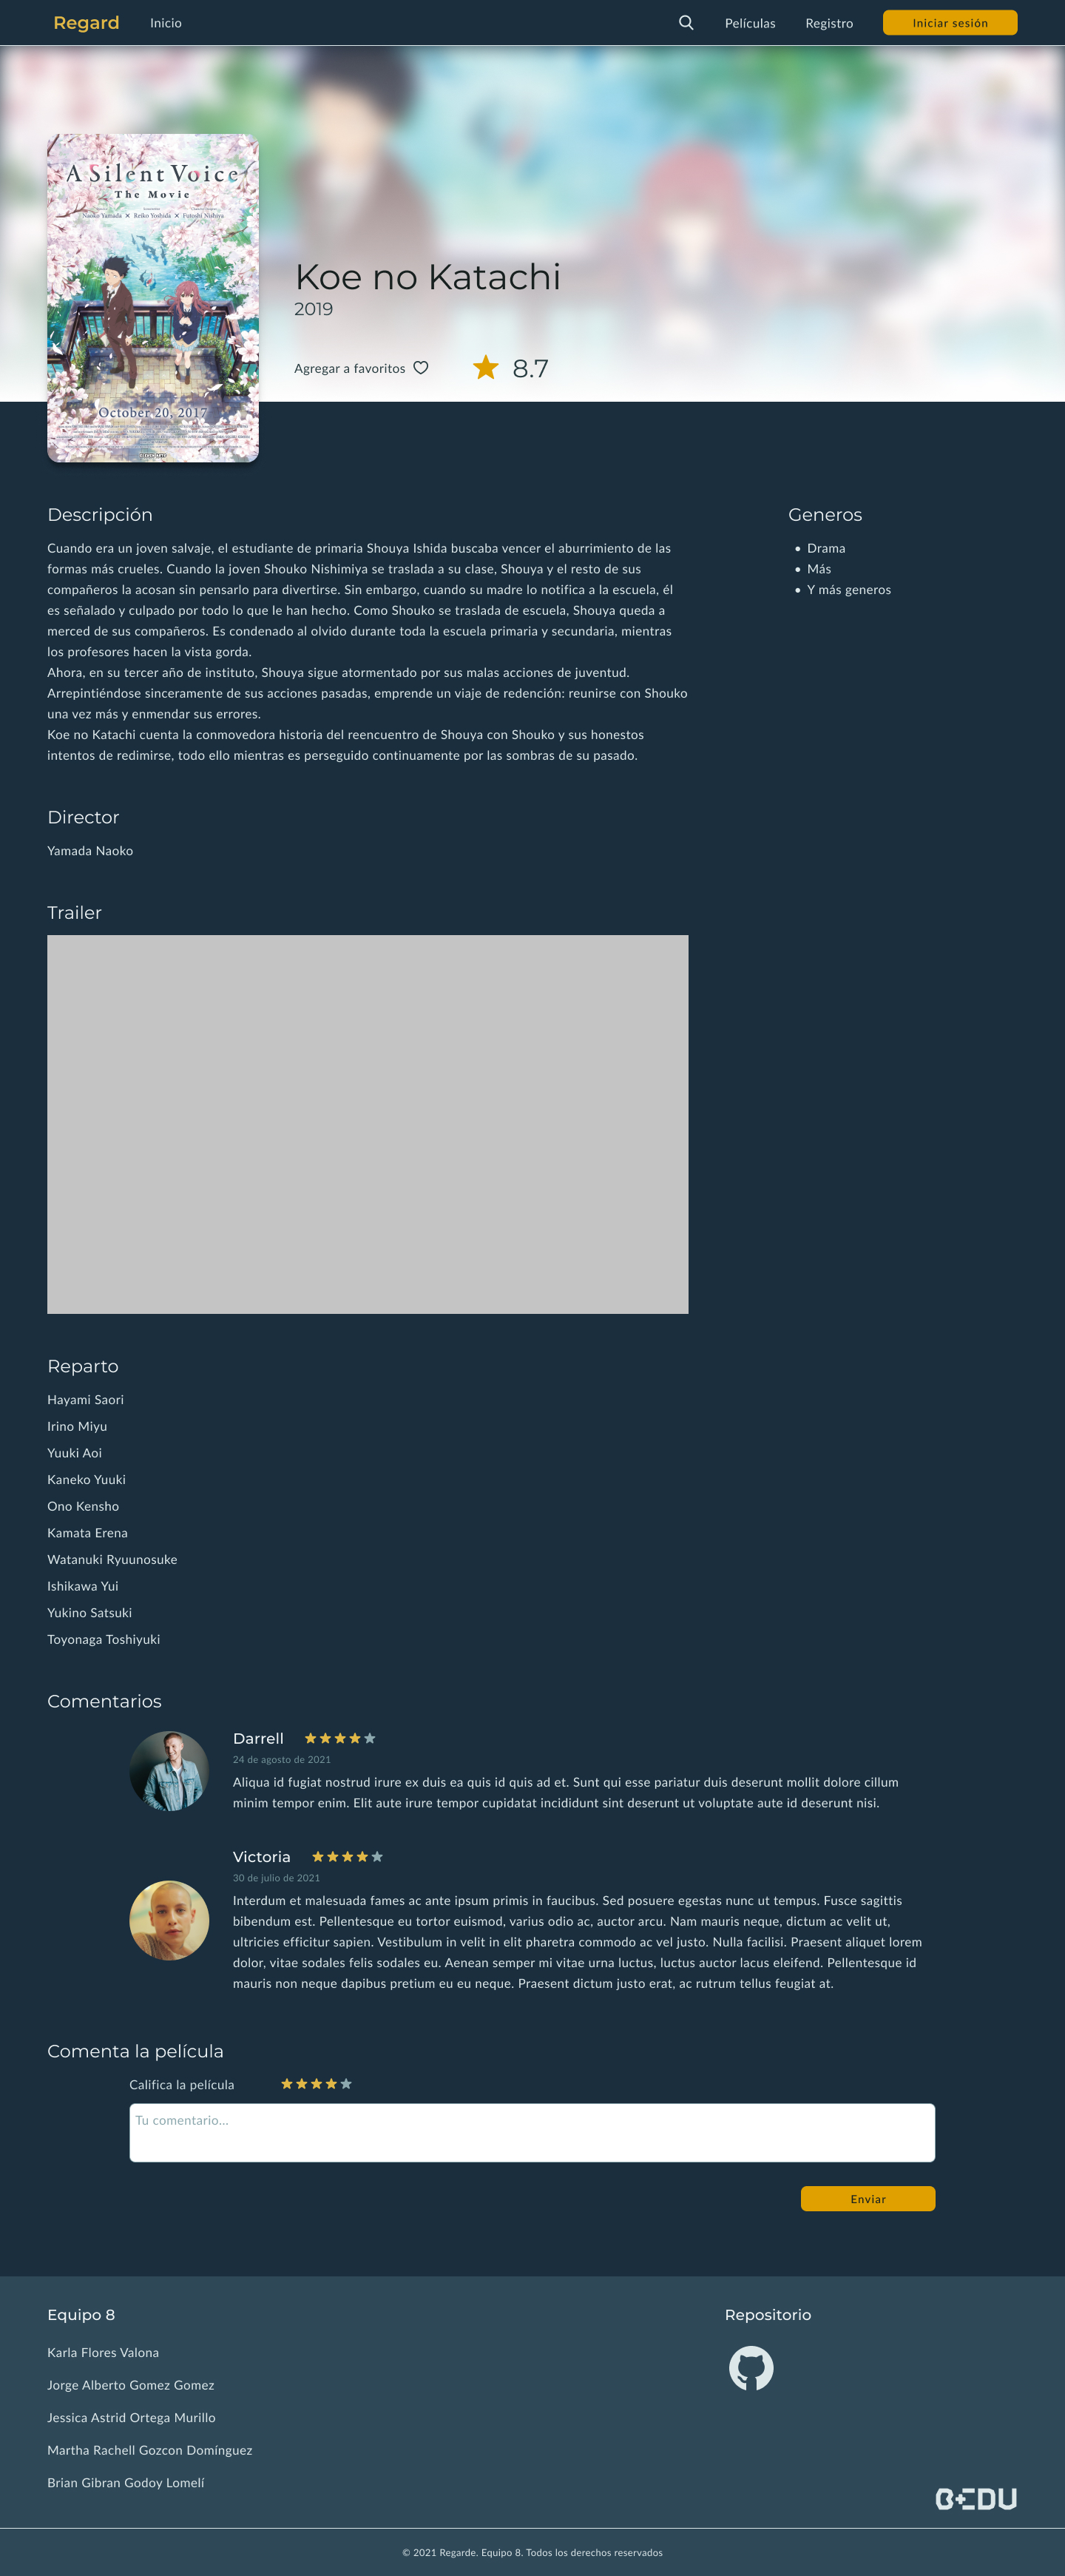 Regard
Inicio
Películas
Registro
Iniciar sesión
A Silent Voice
The Movie
Naoko Yamada × Reiko Yoshida × Futoshi Nishiya
October 20, 2017
Koe no Katachi
2019
Agregar a favoritos
8.7
Descripción
Cuando era un joven salvaje, el estudiante de primaria Shouya Ishida buscaba vencer el aburrimiento de las
formas más crueles. Cuando la joven Shouko Nishimiya se traslada a su clase, Shouya y el resto de sus
compañeros la acosan sin pensarlo para divertirse. Sin embargo, cuando su madre lo notifica a la escuela, él
es señalado y culpado por todo lo que le han hecho. Como Shouko se traslada de escuela, Shouya queda a
merced de sus compañeros. Es condenado al olvido durante toda la escuela primaria y secundaria, mientras
los profesores hacen la vista gorda.
Ahora, en su tercer año de instituto, Shouya sigue atormentado por sus malas acciones de juventud.
Arrepintiéndose sinceramente de sus acciones pasadas, emprende un viaje de redención: reunirse con Shouko
una vez más y enmendar sus errores.
Koe no Katachi cuenta la conmovedora historia del reencuentro de Shouya con Shouko y sus honestos
intentos de redimirse, todo ello mientras es perseguido continuamente por las sombras de su pasado.
Generos
Drama
Más
Y más generos
Director
Yamada Naoko
Trailer
Reparto
Hayami Saori
Irino Miyu
Yuuki Aoi
Kaneko Yuuki
Ono Kensho
Kamata Erena
Watanuki Ryuunosuke
Ishikawa Yui
Yukino Satsuki
Toyonaga Toshiyuki
Comentarios
Darrell
24 de agosto de 2021
Aliqua id fugiat nostrud irure ex duis ea quis id quis ad et. Sunt qui esse pariatur duis deserunt mollit dolore cillum
minim tempor enim. Elit aute irure tempor cupidatat incididunt sint deserunt ut voluptate aute id deserunt nisi.
Victoria
30 de julio de 2021
Interdum et malesuada fames ac ante ipsum primis in faucibus. Sed posuere egestas nunc ut tempus. Fusce sagittis
bibendum est. Pellentesque eu tortor euismod, varius odio ac, auctor arcu. Nam mauris neque, dictum ac velit ut,
ultricies efficitur sapien. Vestibulum in velit in elit pharetra commodo ac vel justo. Nulla facilisi. Praesent aliquet lorem
dolor, vitae sodales felis sodales eu. Aenean semper mi vitae urna luctus, luctus auctor lacus eleifend. Pellentesque id
mauris non neque dapibus pretium eu eu neque. Praesent dictum justo erat, ac rutrum tellus feugiat at.
Comenta la película
Califica la película
Tu comentario...
Enviar
Equipo 8
Karla Flores Valona
Jorge Alberto Gomez Gomez
Jessica Astrid Ortega Murillo
Martha Rachell Gozcon Domínguez
Brian Gibran Godoy Lomelí
Repositorio
BEDU
© 2021 Regarde. Equipo 8. Todos los derechos reservados